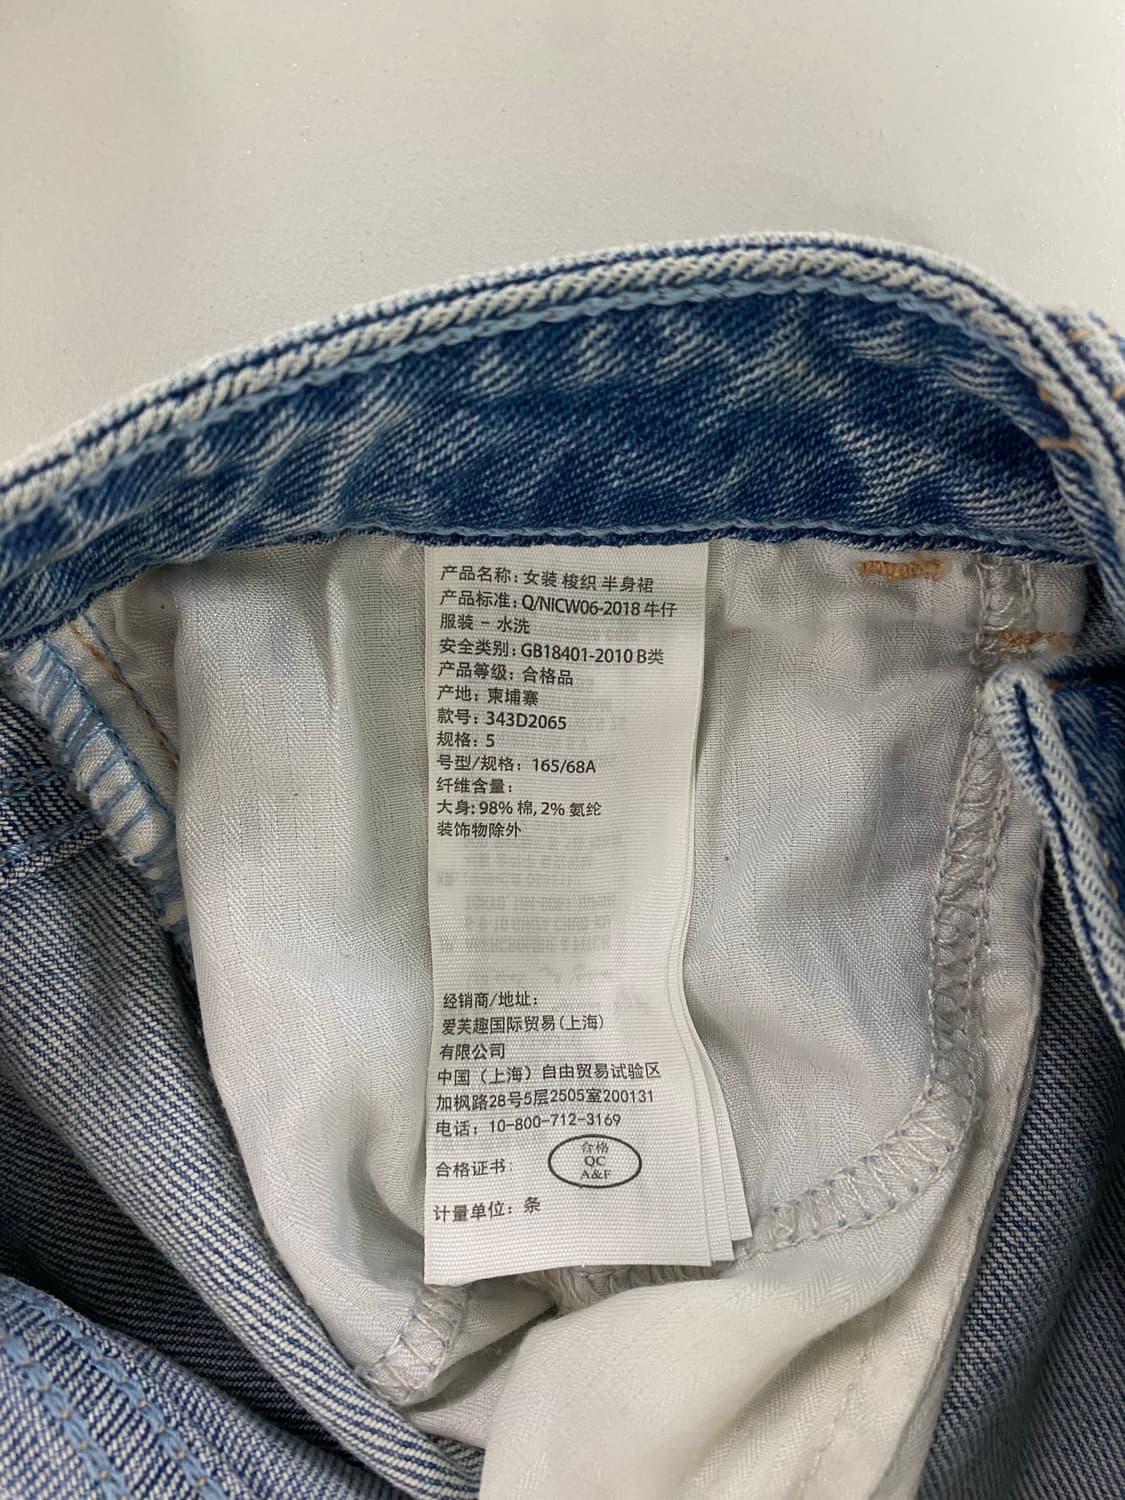 产品名称：女装 梭织 半身裙
产品标准：Q/NICW06-2018 牛仔
服装 - 水洗
安全类别：GB18401-2010 B类
产品等级：合格品
产地：柬埔寨
款号：343D2065
规格：5
号型/规格：165/68A
纤维含量：
大身：98% 棉, 2% 氨纶
装饰物除外
经销商/地址：
爱芙趣国际贸易(上海)
有限公司
中国（上海）自由贸易试验区
加枫路28号5层2505室200131
电话：10-800-712-3169
合格证书：
合格
QC
A&F
计量单位：条